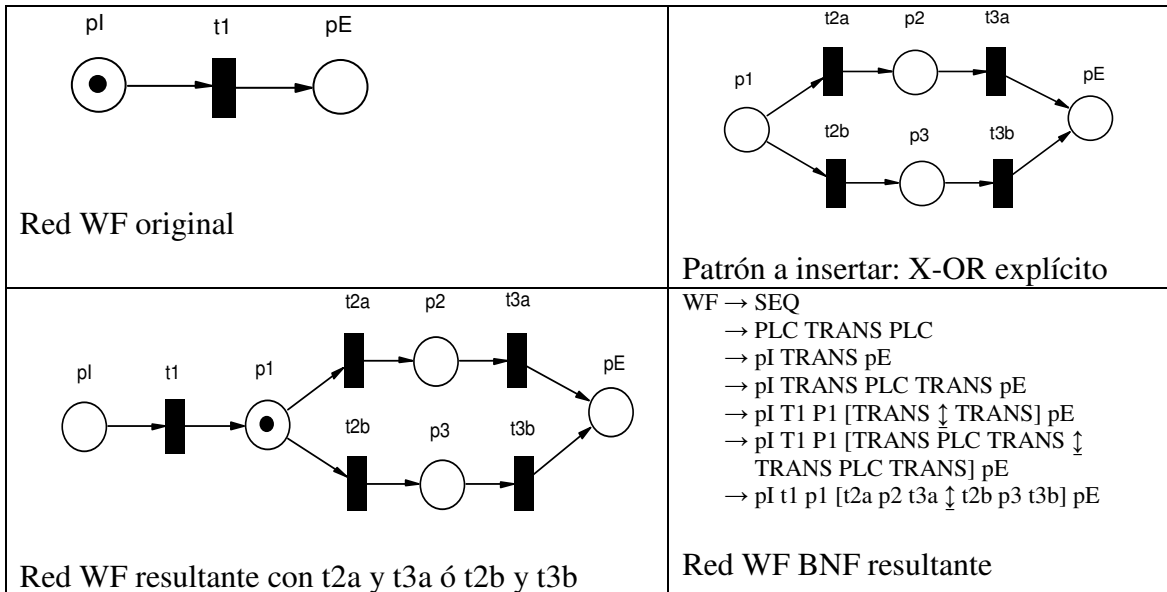 pI t1 pE
Red WF original
t2a p2 t3a
p1 pE
t2b p3 t3b
Patrón a insertar: X-OR explícito
t2a p2 t3a
pI t1 p1 pE
t2b p3 t3b
Red WF resultante con t2a y t3a ó t2b y t3b
WF → SEQ
→ PLC TRANS PLC
→ pI TRANS pE
→ pI TRANS PLC TRANS pE
→ pI T1 P1 [TRANS ↨ TRANS] pE
→ pI T1 P1 [TRANS PLC TRANS ↨
TRANS PLC TRANS] pE
→ pI t1 p1 [t2a p2 t3a ↨ t2b p3 t3b] pE
Red WF BNF resultante